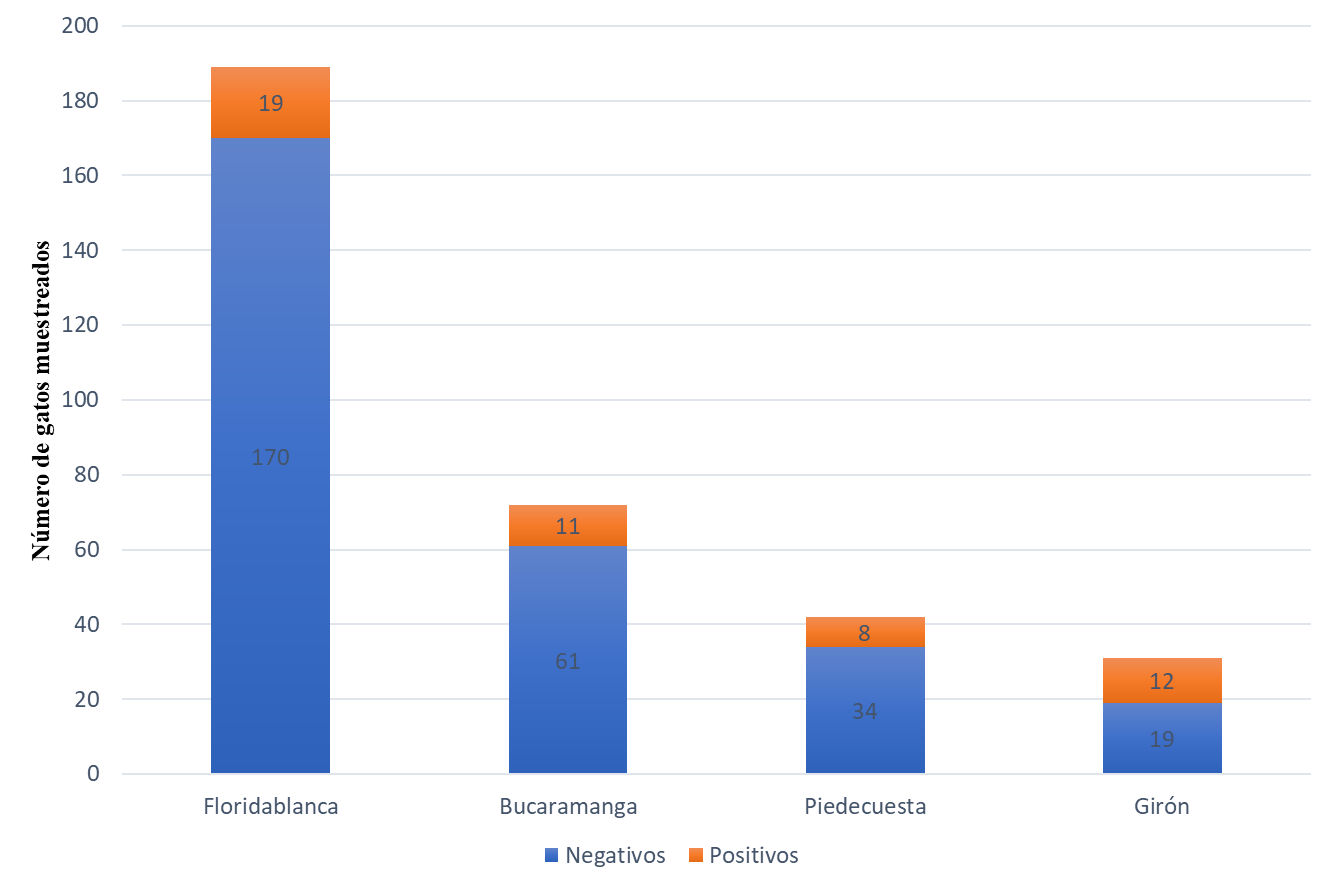 200
180
160
140
120
100
80
60
40
20
0
Número de gatos muestreados
19
170
11
61
8
34
12
19
Floridablanca
Bucaramanga
Piedecuesta
Girón
Negativos
Positivos